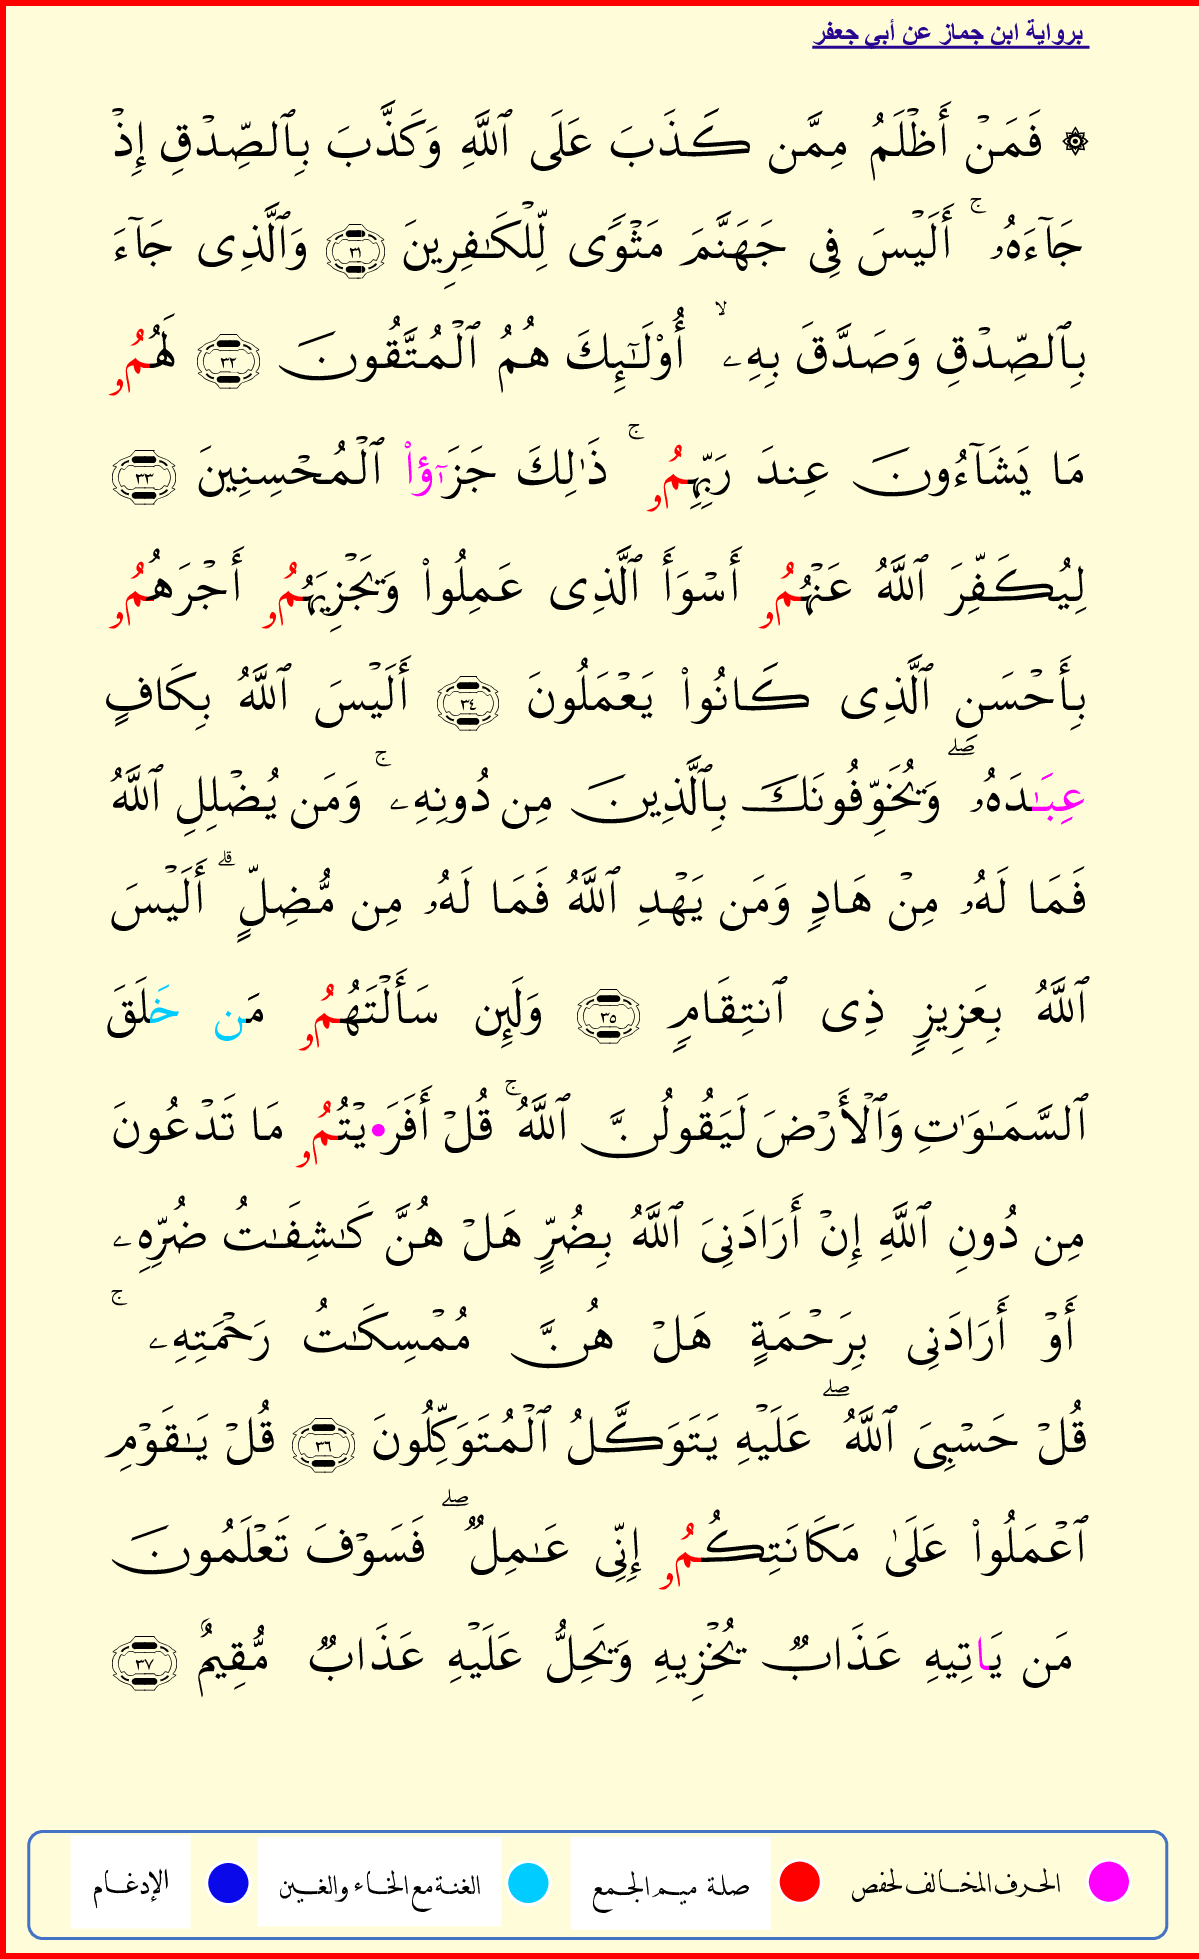 برواية ابن جماز عن أبي جعفر
۞ فَمَنۡ أَظۡلَمُ مِمَّن كَذَبَ عَلَى ٱللَّهِ وَكَذَّبَ بِٱلصِّدۡقِ إِذۡ
جَآءَهُۥۚ أَلَيۡسَ فِي جَهَنَّمَ مَثۡوٗى لِّلۡكَٰفِرِينَ ٣١ وَٱلَّذِي جَآءَ
بِٱلصِّدۡقِ وَصَدَّقَ بِهِۦٓۙ أُوْلَٰٓئِكَ هُمُ ٱلۡمُتَّقُونَ ٣٢ لَهُمُۥ
مَا يَشَآءُونَ عِندَ رَبِّهِمُۥۚ ذَٰلِكَ جَزَآؤُاْ ٱلۡمُحۡسِنِينَ ٣٣
لِيُكَفِّرَ ٱللَّهُ عَنۡهُمُۥ أَسۡوَأَ ٱلَّذِي عَمِلُواْ وَيَجۡزِيَهُمُۥ أَجۡرَهُمُۥ
بِأَحۡسَنِ ٱلَّذِي كَانُواْ يَعۡمَلُونَ ٣٤ أَلَيۡسَ ٱللَّهُ بِكَافٍ
عِبَٰدَهُۥۖ وَيُخَوِّفُونَكَ بِٱلَّذِينَ مِن دُونِهِۦۚ وَمَن يُضۡلِلِ ٱللَّهُ
فَمَا لَهُۥ مِنۡ هَادٖ وَمَن يَهۡدِ ٱللَّهُ فَمَا لَهُۥ مِن مُّضِلٍّۗ أَلَيۡسَ
ٱللَّهُ بِعَزِيزٖ ذِي ٱنتِقَامٖ ٣٥ وَلَئِن سَأَلۡتَهُمُۥ مَن خَلَقَ
ٱلسَّمَٰوَٰتِ وَٱلۡأَرۡضَ لَيَقُولُنَّ ٱللَّهُۚ قُلۡ أَفَرَ•يۡتُمُۥ مَا تَدۡعُونَ
مِن دُونِ ٱللَّهِ إِنۡ أَرَادَنِيَ ٱللَّهُ بِضُرٍّ هَلۡ هُنَّ كَٰشِفَٰتُ ضُرِّهِۦٓ
أَوۡ أَرَادَنِي بِرَحۡمَةٍ هَلۡ هُنَّ مُمۡسِكَٰتُ رَحۡمَتِهِۦۚ
قُلۡ حَسۡبِيَ ٱللَّهُۖ عَلَيۡهِ يَتَوَكَّلُ ٱلۡمُتَوَكِّلُونَ ٣٦ قُلۡ يَٰقَوۡمِ
ٱعۡمَلُواْ عَلَىٰ مَكَانَتِكُمُۥ إِنِّي عَٰمِلٞۖ فَسَوۡفَ تَعۡلَمُونَ
مَن يَاتِيهِ عَذَابٞ يُخۡزِيهِ وَيَحِلُّ عَلَيۡهِ عَذَابٞ مُّقِيمٌ ٣٧
الحرف المخالف لحفص صلة ميم الجمع الغنة مع الخاء والغين الإدغام